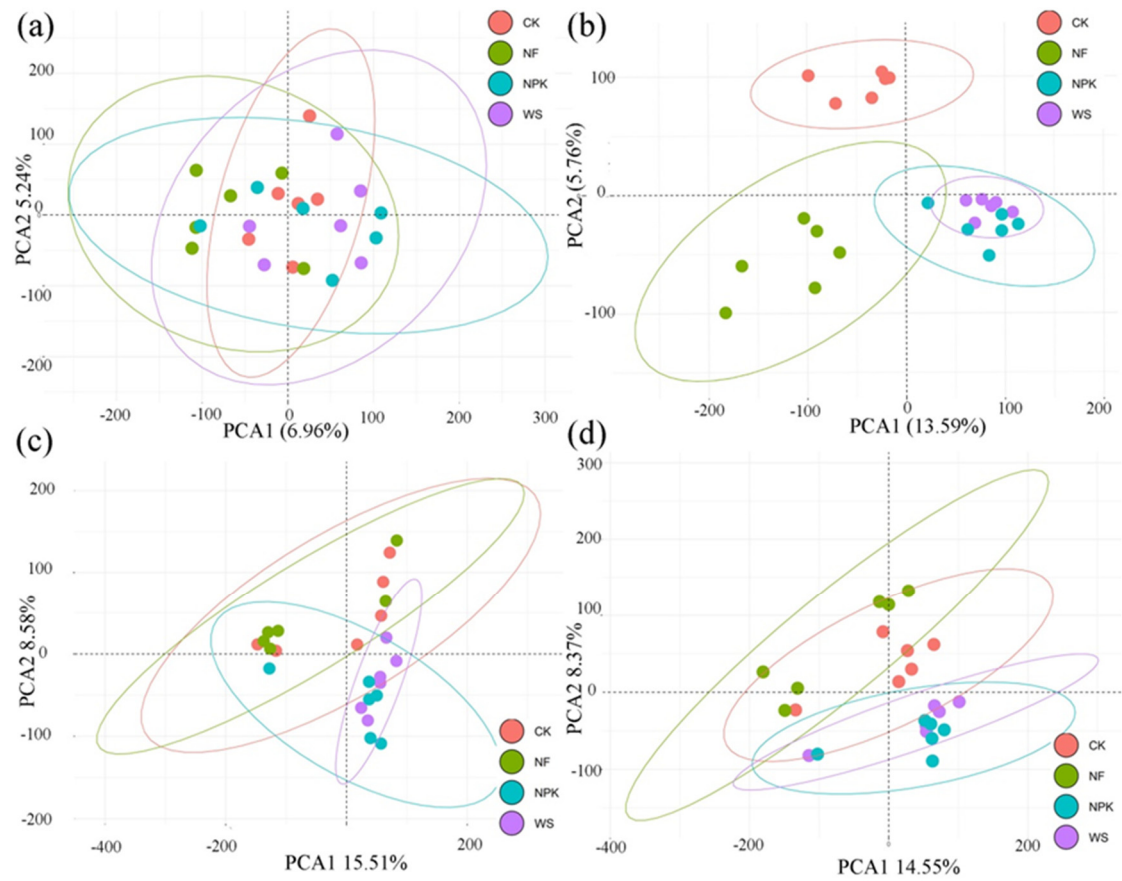 (a)
CK
NF
NPK
WS
200
100
0
-100
-200
PCA2 5.24%
-200
-100
0
100
200
300
PCA1 (6.96%)
(b)
CK
NF
NPK
WS
100
0
-100
PCA2 (5.76%)
-200
-100
0
100
200
PCA1 (13.59%)
(c)
200
100
0
-100
-200
PCA2 8.58%
CK
NF
NPK
WS
-400
-200
200
PCA1 15.51%
(d)
300
200
100
0
-100
PCA2 8.37%
CK
NF
NPK
WS
-400
-200
0
200
PCA1 14.55%